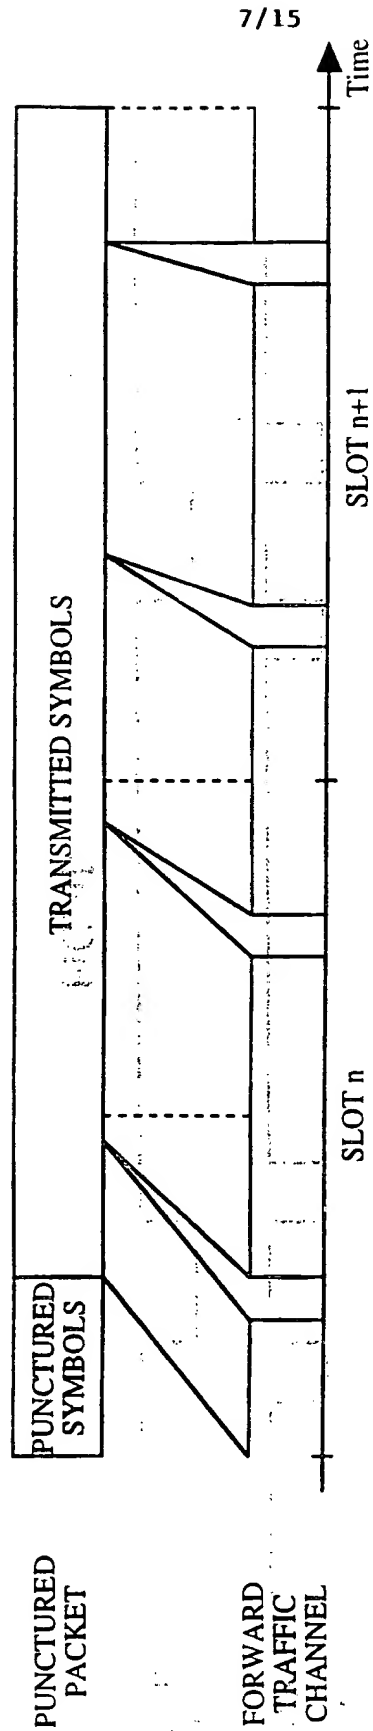 7/15
PUNCTURED
PACKET
PUNCTURED
SYMBOLS
TRANSMITTED SYMBOLS
FORWARD
TRAFFIC
CHANNEL
SLOT n
SLOT n+1
Time